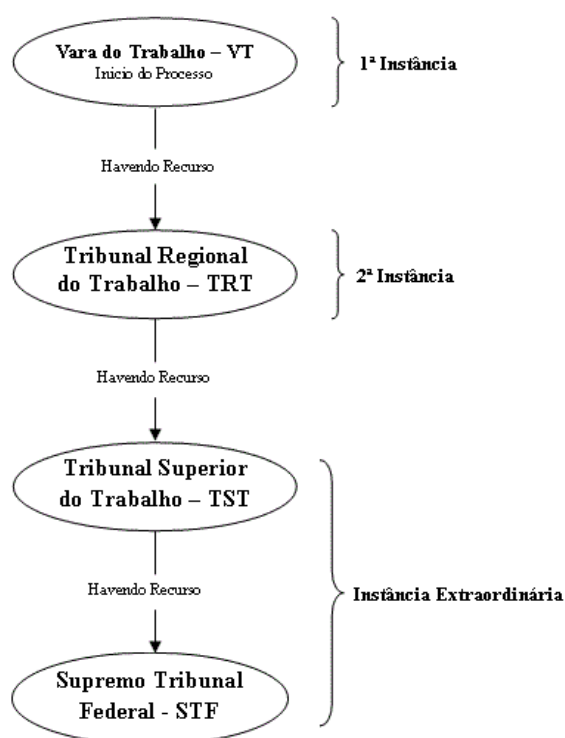 Vara do Trabalho – VT
Inicio do Processo
1ª Instância
Havendo Recurso
Tribunal Regional
do Trabalho – TRT
2ª Instância
Havendo Recurso
Tribunal Superior
do Trabalho – TST
Havendo Recurso
Instância Extraordinária
Supremo Tribunal
Federal - STF